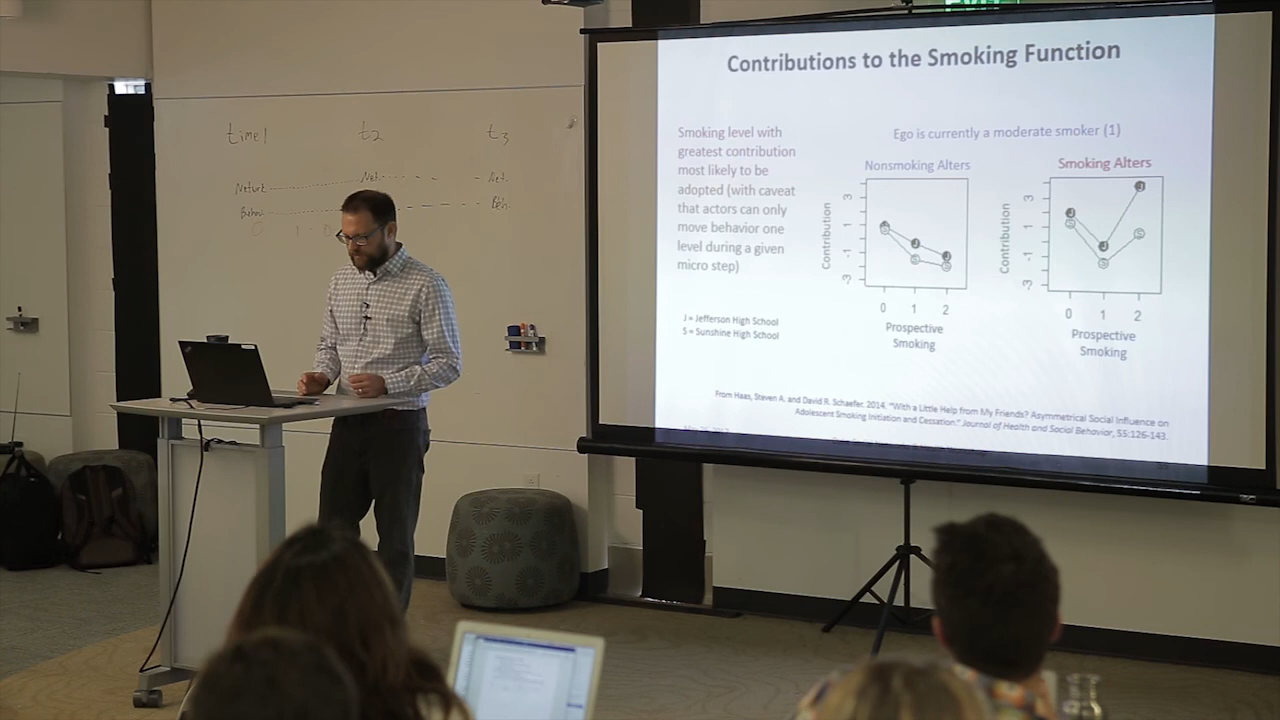 time1 t2 t3
Network Net. Net.
Behav Beh.
Contributions to the Smoking Function
Smoking level with
greatest contribution
most likely to be
adopted (with caveat
that actors can only
move behavior one
level during a given
micro step)
J = Jefferson High School
S = Sunshine High School
Ego is currently a moderate smoker (1)
Nonsmoking Alters
Contribution
3
1
-1
-3
0 1 2
Prospective
Smoking
Smoking Alters
Contribution
3
1
-1
-3
0 1 2
Prospective
Smoking
From Haas, Steven A. and David R. Schaefer. 2014. "With a Little Help from My Friends? Asymmetrical Social Influence on
Adolescent Smoking Initiation and Cessation." Journal of Health and Social Behavior, 55:126-143.